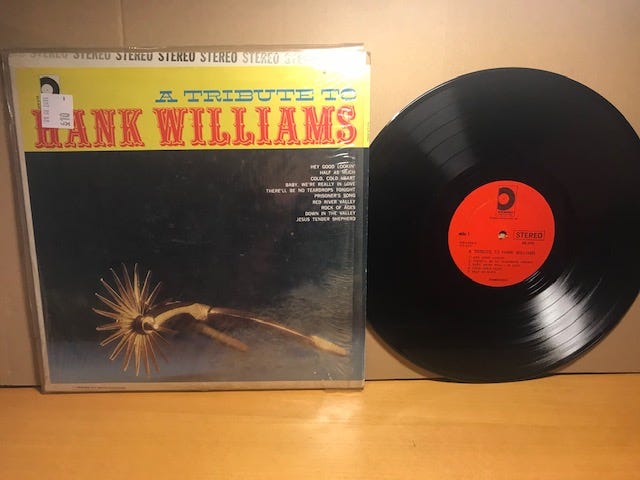 STEREO STEREO STEREO STEREO STEREO
A TRIBUTE TO
HANK WILLIAMS
HEY GOOD LOOKIN'
HALF AS MUCH
COLD, COLD HEART
BABY, WE'RE REALLY IN LOVE
THERE'LL BE NO TEARDROPS TONIGHT
PRISONER'S SONG
RED RIVER VALLEY
ROCK OF AGES
DOWN IN THE VALLEY
JESUS TENDER SHEPHERD
STEREO
A TRIBUTE TO HANK WILLIAMS